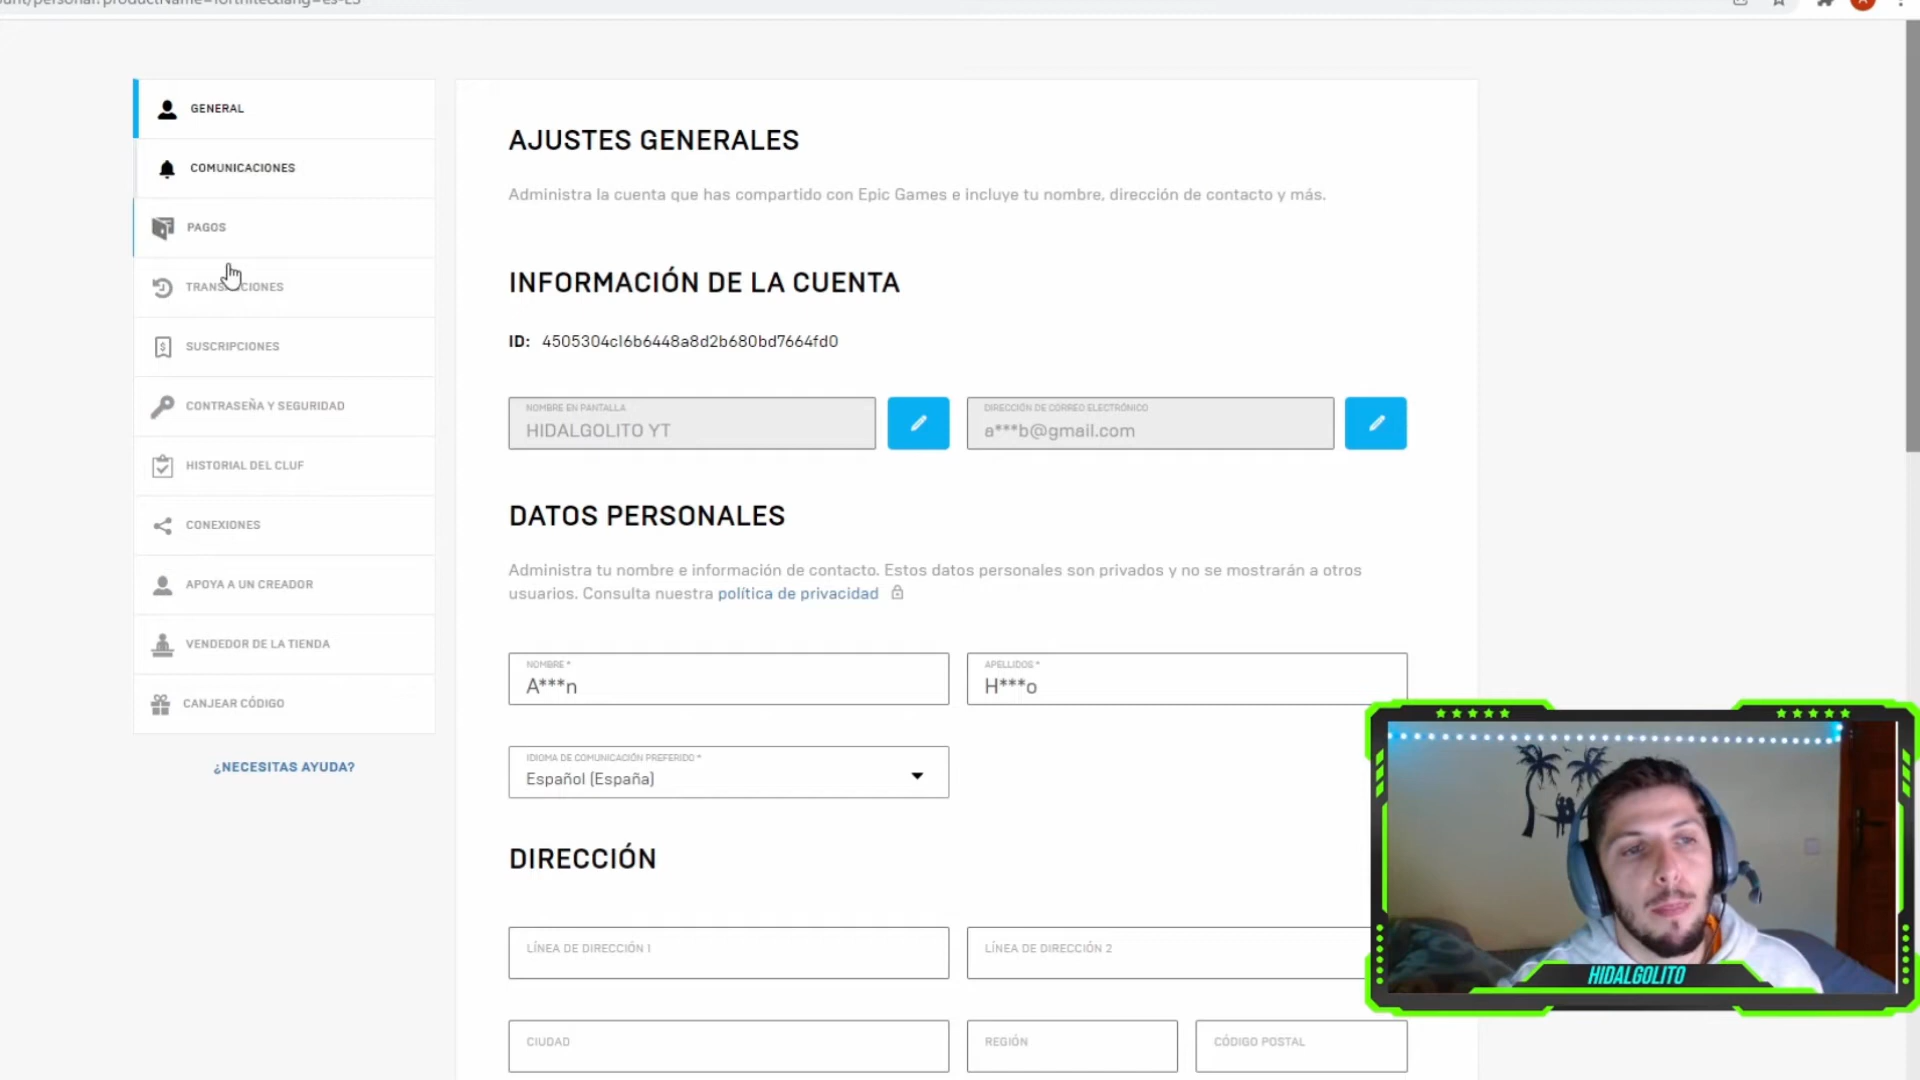 GENERAL
COMUNICACIONES
PAGOS
SUSCRIPCIONES
CONTRASEÑA Y SEGURIDAD
HISTORIAL DEL CLUF
CONEXIONES
APOYA A UN CREADOR
VENDEDOR DE LA TIENDA
CANJEAR CÓDIGO
¿NECESITAS AYUDA?
AJUSTES GENERALES
Administra la cuenta que has compartido con Epic Games e incluye tu nombre, dirección de contacto y más.
INFORMACIÓN DE LA CUENTA
ID: 4505304c16b6448a8d2b680bd7664fd0
NOMBRE EN PANTALLA
HIDALGOLITO YT
DIRECCIÓN DE CORREO ELECTRÓNICO
a***b@gmail.com
DATOS PERSONALES
Administra tu nombre e información de contacto. Estos datos personales son privados y no se mostrarán a otros
usuarios. Consulta nuestra política de privacidad
NOMBRE *
A***n
APELLIDOS *
H***o
IDIOMA DE COMUNICACIÓN PREFERIDO *
Español (España)
DIRECCIÓN
LÍNEA DE DIRECCIÓN 1
LÍNEA DE DIRECCIÓN 2
CIUDAD
REGIÓN
CÓDIGO POSTAL
HIDALGOLITO